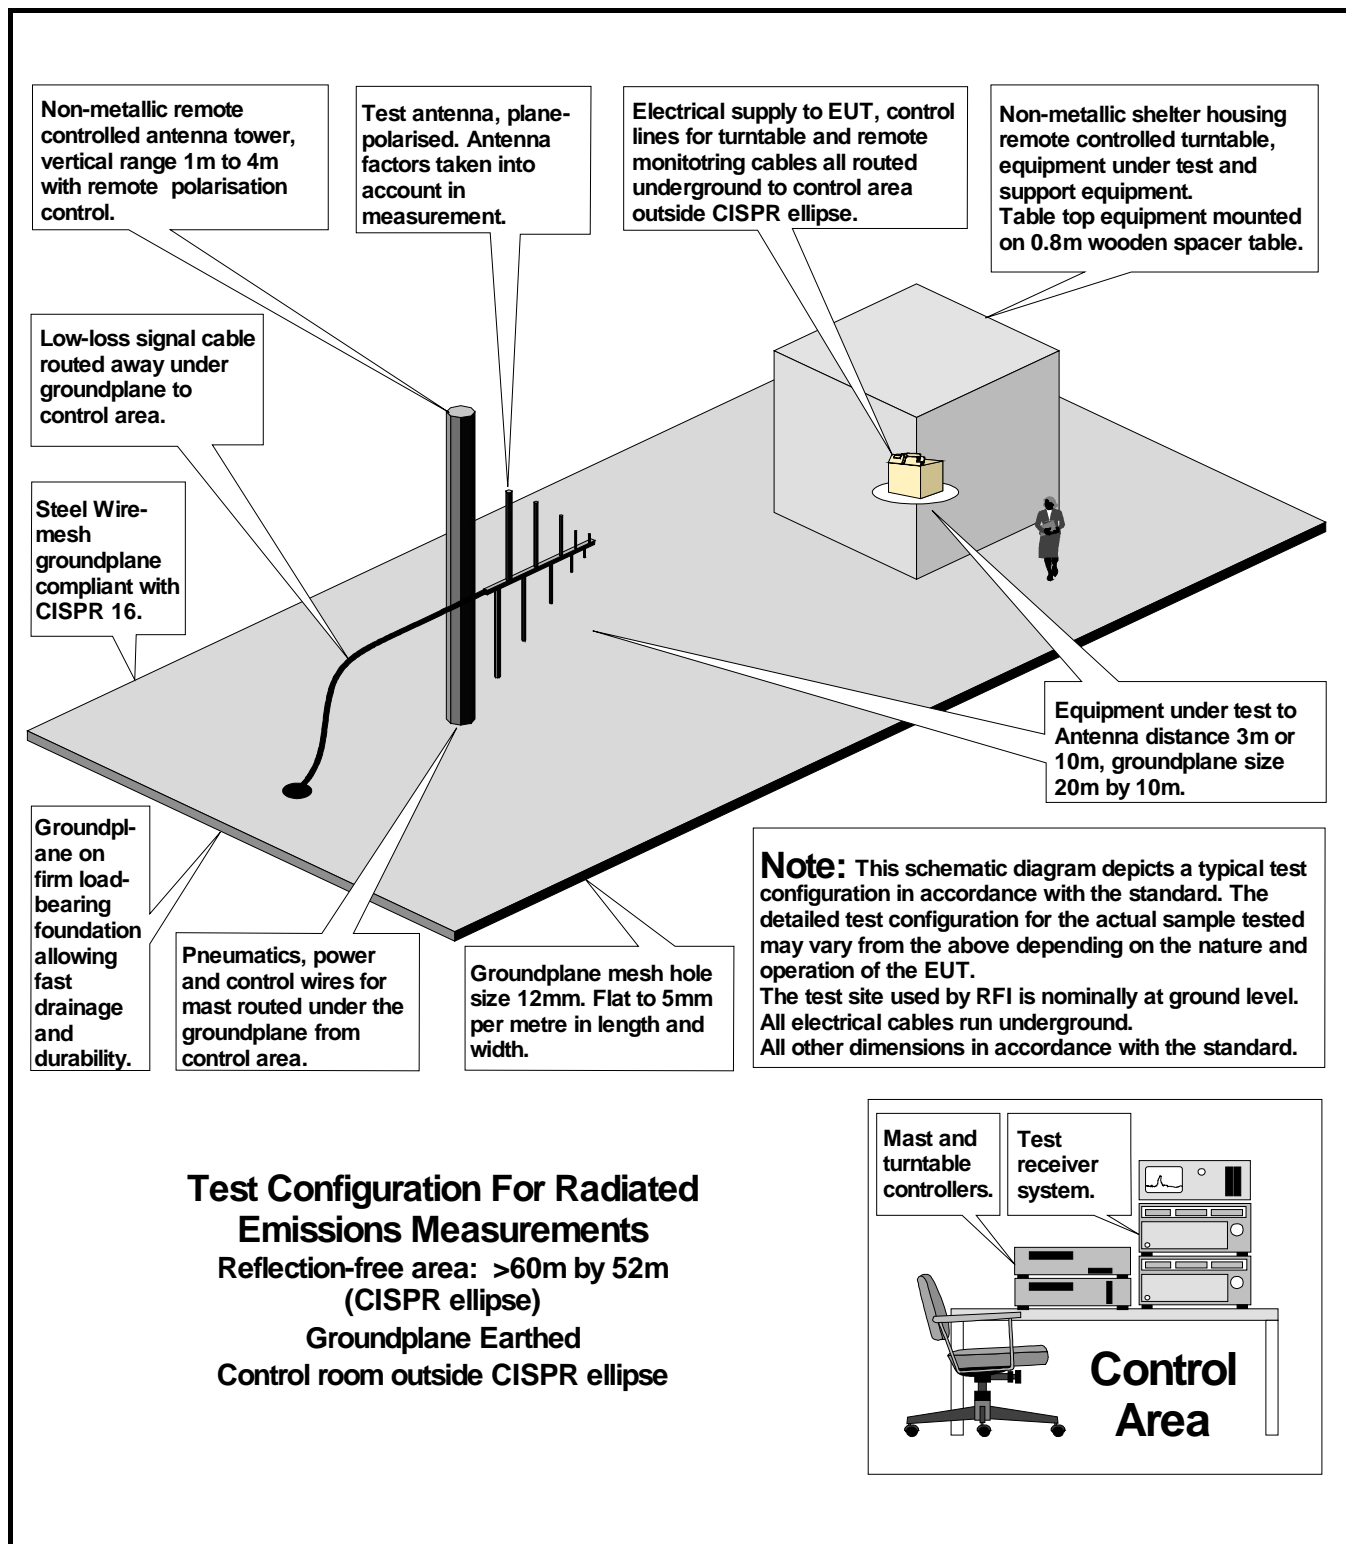 Non-metallic remote
controlled antenna tower,
vertical range 1m to 4m
with remote polarisation
control.
Test antenna, plane-
polarised. Antenna
factors taken into
account in
measurement.
Electrical supply to EUT, control
lines for turntable and remote
monitotring cables all routed
underground to control area
outside CISPR ellipse.
Non-metallic shelter housing
remote controlled turntable,
equipment under test and
support equipment.
Table top equipment mounted
on 0.8m wooden spacer table.
Low-loss signal cable
routed away under
groundplane to
control area.
Steel Wire-
mesh
groundplane
compliant with
CISPR 16.
Equipment under test to
Antenna distance 3m or
10m, groundplane size
20m by 10m.
Groundpl-
ane on
firm load-
bearing
foundation
allowing
fast
drainage
and
durability.
Pneumatics, power
and control wires for
mast routed under the
groundplane from
control area.
Groundplane mesh hole
size 12mm. Flat to 5mm
per metre in length and
width.
Note: This schematic diagram depicts a typical test
configuration in accordance with the standard. The
detailed test configuration for the actual sample tested
may vary from the above depending on the nature and
operation of the EUT.
The test site used by RFI is nominally at ground level.
All electrical cables run underground.
All other dimensions in accordance with the standard.
Test Configuration For Radiated
Emissions Measurements
Reflection-free area: >60m by 52m
(CISPR ellipse)
Groundplane Earthed
Control room outside CISPR ellipse
Mast and
turntable
controllers.
Test
receiver
system.
Control
Area